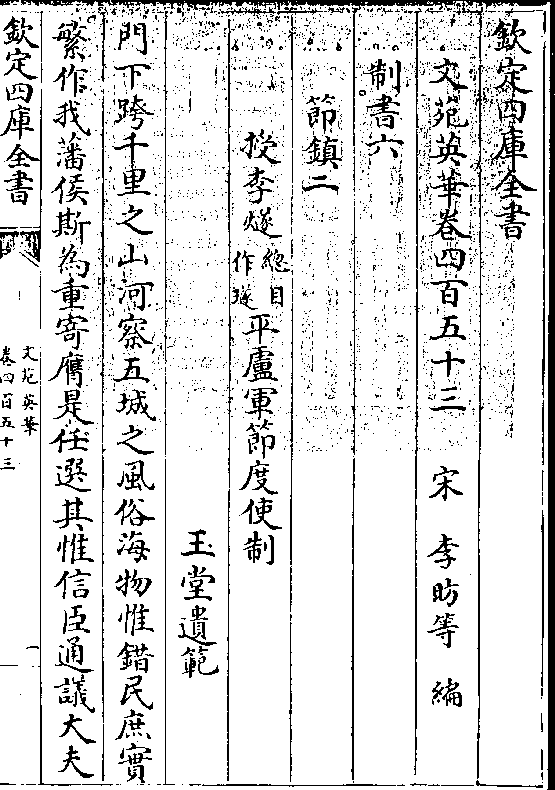 欽定四庫全書
文苑英華卷四百五十三　宋　李昉等　編
制書六
節鎮二
授李燧總目作璲平盧軍節度使制
玉堂遺範
門下跨千里之山河察五城之風俗海物惟錯民庶實
繁作我藩侯斯為重寄膺是任選其惟信臣通議大夫
欽定四庫全書
文苑英華
卷四百五十三
一